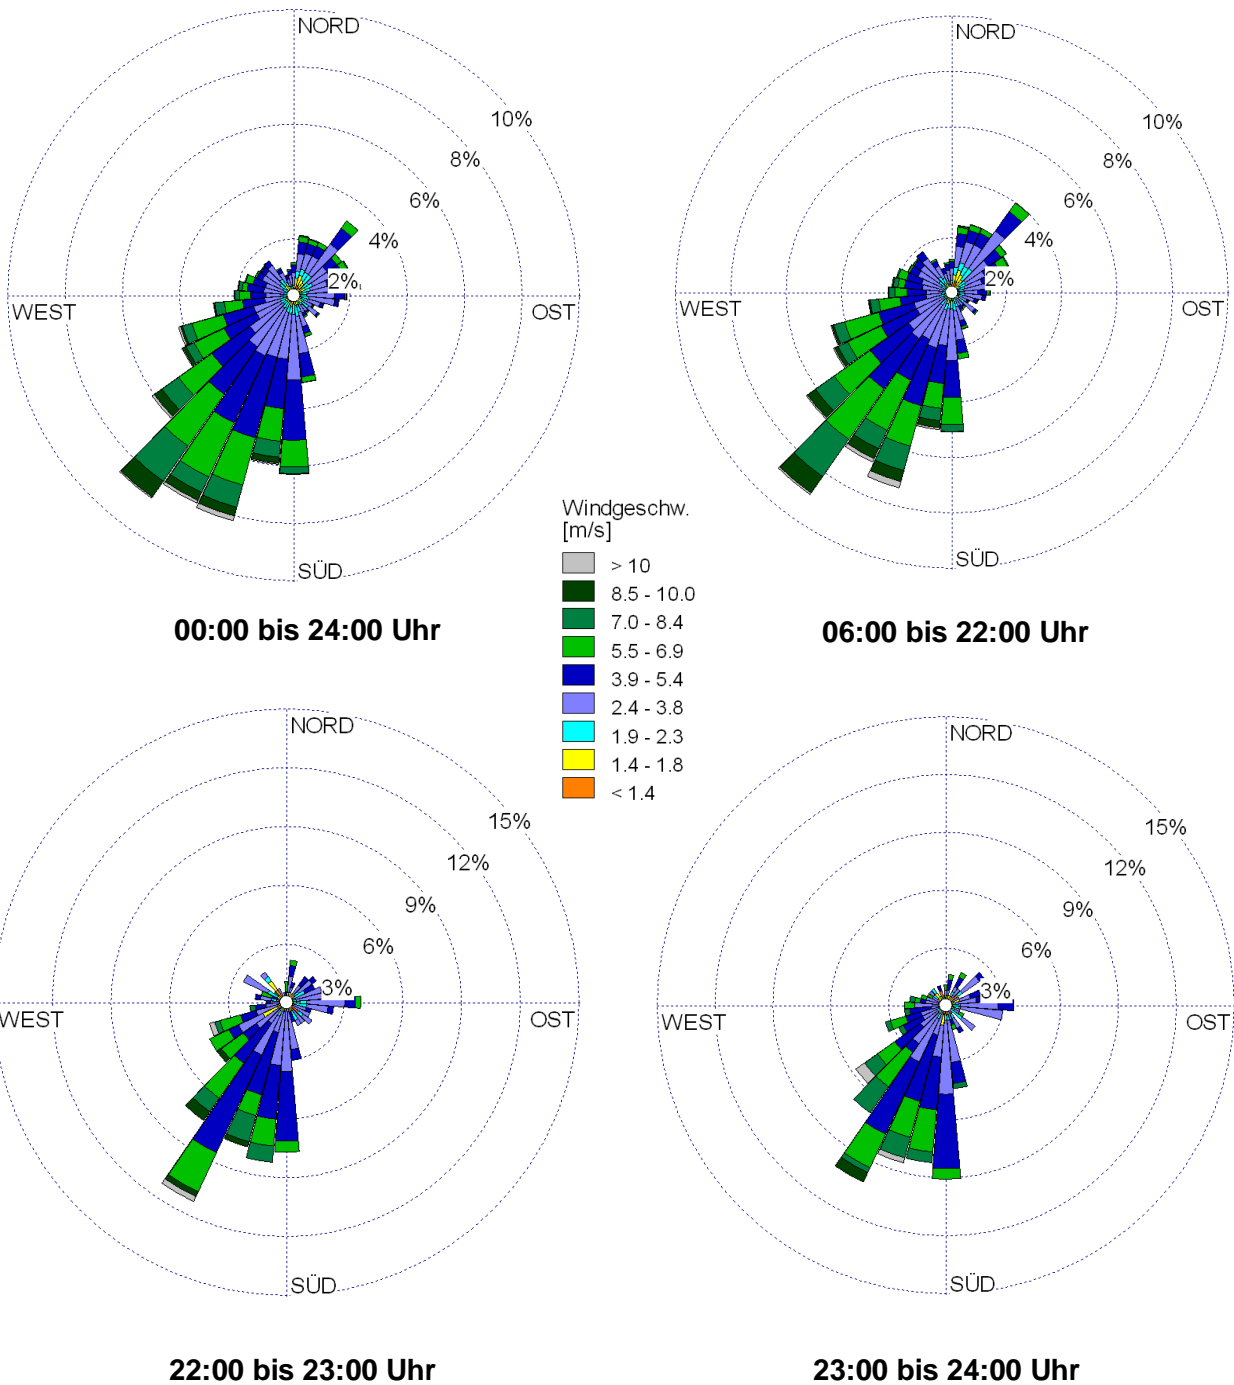 NORD
10%
8%
6%
4%
2%
WEST
OST
SÜD
00:00 bis 24:00 Uhr
NORD
10%
8%
6%
4%
2%
WEST
OST
SÜD
06:00 bis 22:00 Uhr
Windgeschw.
[m/s]
> 10
8.5 - 10.0
7.0 - 8.4
5.5 - 6.9
3.9 - 5.4
2.4 - 3.8
1.9 - 2.3
1.4 - 1.8
< 1.4
NORD
15%
12%
9%
6%
3%
WEST
OST
SÜD
22:00 bis 23:00 Uhr
NORD
15%
12%
9%
6%
3%
WEST
OST
SÜD
23:00 bis 24:00 Uhr